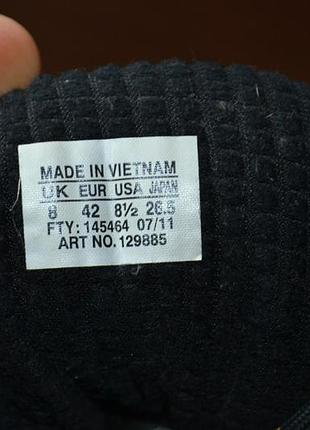 MADE IN VIETNAM
UK EUR USA JAPAN
8 42 8½ 26.5
FTY: 145464 07/11
ART NO. 129885